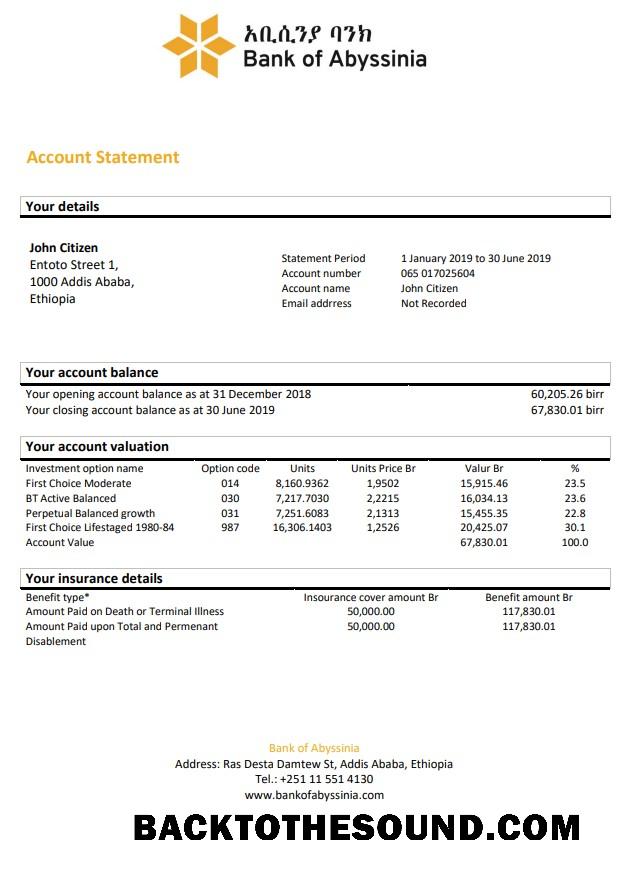 አቢሲንያ ባንክ
Bank of Abyssinia
Account Statement
Your details
John Citizen
Entoto Street 1,
1000 Addis Ababa,
Ethiopia
Statement Period 1 January 2019 to 30 June 2019
Account number 065 017025604
Account name John Citizen
Email addrress Not Recorded
Your account balance
Your opening account balance as at 31 December 2018 60,205.26 birr
Your closing account balance as at 30 June 2019 67,830.01 birr
Your account valuation
Investment option name Option code Units Units Price Br Valur Br %
First Choice Moderate 014 8,160.9362 1,9502 15,915.46 23.5
BT Active Balanced 030 7,217.7030 2,2215 16,034.13 23.6
Perpetual Balanced growth 031 7,251.6083 2,1313 15,455.35 22.8
First Choice Lifestaged 1980-84 987 16,306.1403 1,2526 20,425.07 30.1
Account Value 67,830.01 100.0
Your insurance details
Benefit type* Insourance cover amount Br Benefit amount Br
Amount Paid on Death or Terminal Illness 50,000.00 117,830.01
Amount Paid upon Total and Permenant 50,000.00 117,830.01
Disablement
Bank of Abyssinia
Address: Ras Desta Damtew St, Addis Ababa, Ethiopia
Tel.: +251 11 551 4130
www.bankofabyssinia.com
BACKTOTHESOUND.COM